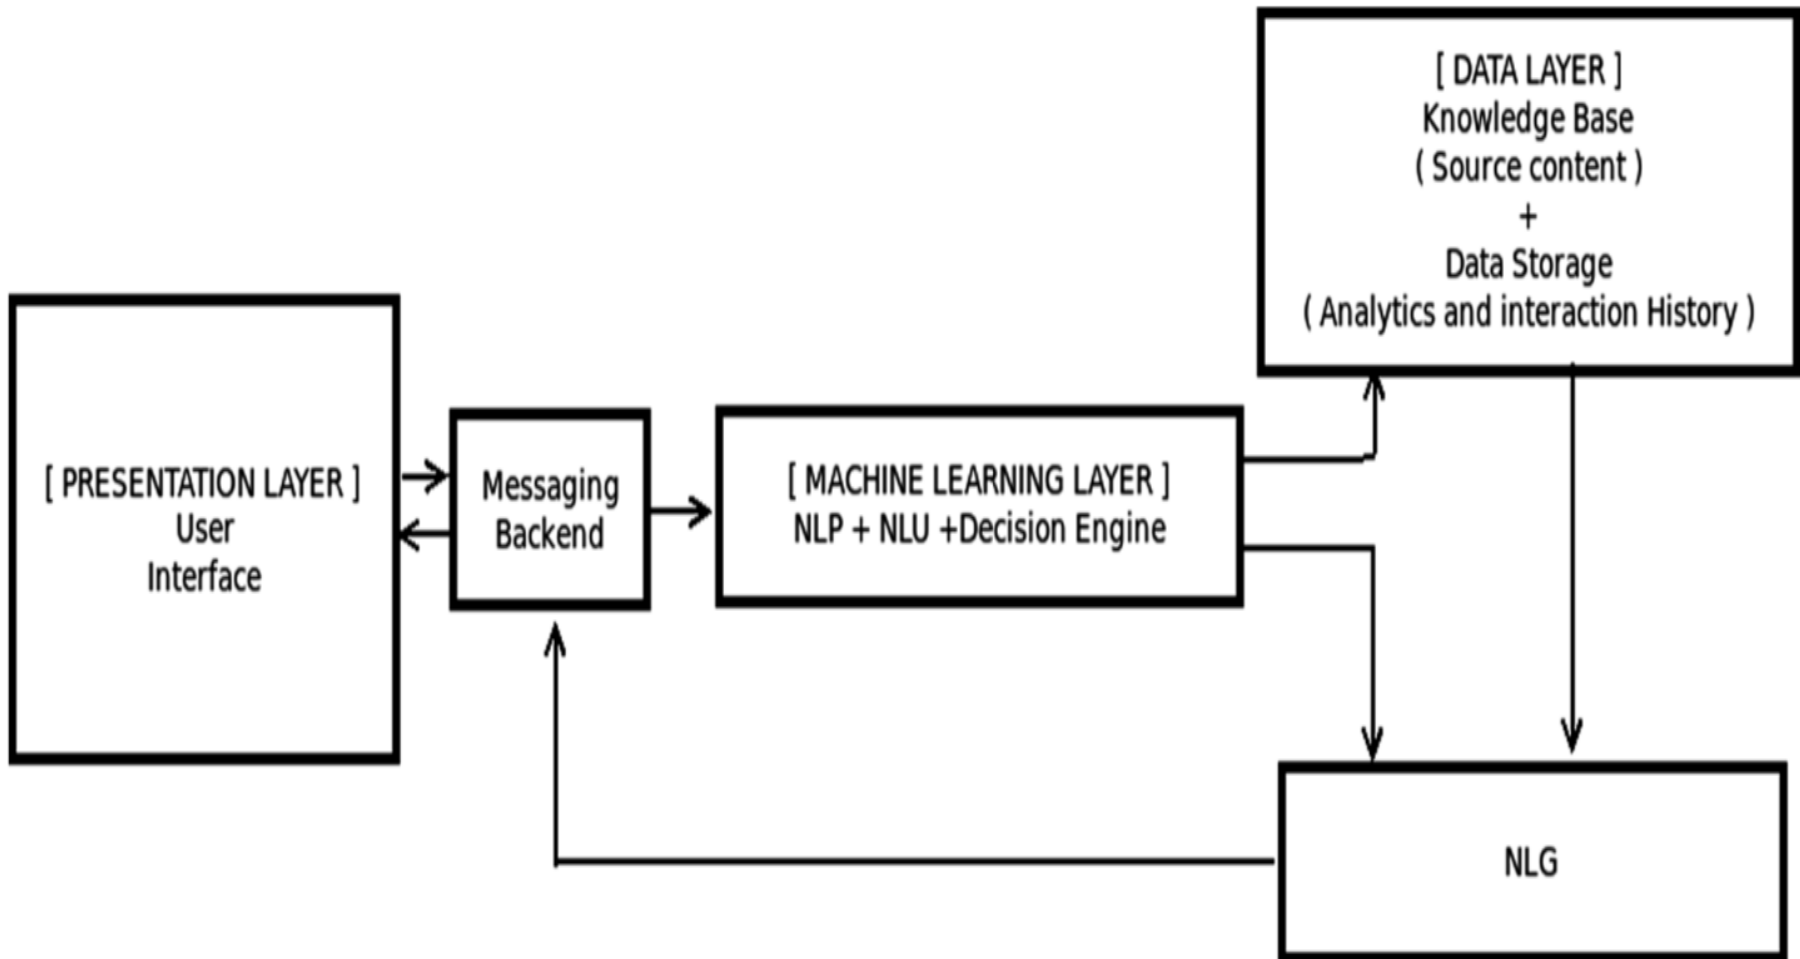 [ DATA LAYER ]
Knowledge Base
( Source content )
+
Data Storage
( Analytics and interaction History )
[ PRESENTATION LAYER ]
User
Interface
Messaging
Backend
[ MACHINE LEARNING LAYER ]
NLP + NLU +Decision Engine
NLG